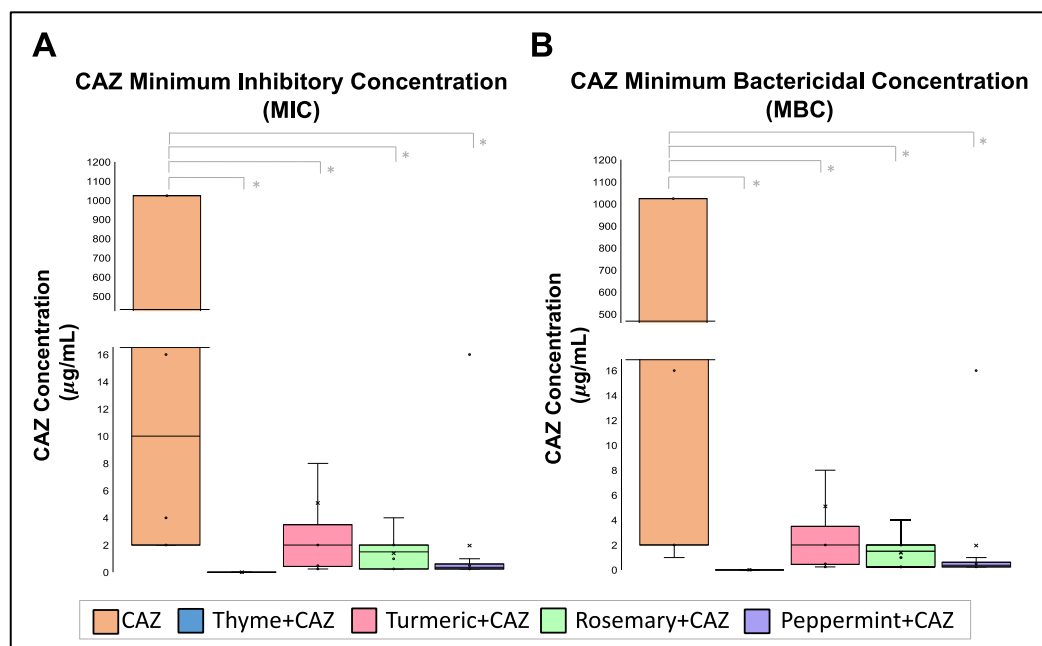 A
CAZ Minimum Inhibitory Concentration
(MIC)
*
*
*
*
1200
1100
1000
900
800
700
600
500
16
14
12
10
8
6
4
2
0
CAZ Concentration
(µg/mL)
B
CAZ Minimum Bactericidal Concentration
(MBC)
*
*
*
*
1200
1100
1000
900
800
700
600
500
16
14
12
10
8
6
4
2
0
CAZ Concentration
(µg/mL)
CAZ
Thyme+CAZ
Turmeric+CAZ
Rosemary+CAZ
Peppermint+CAZ